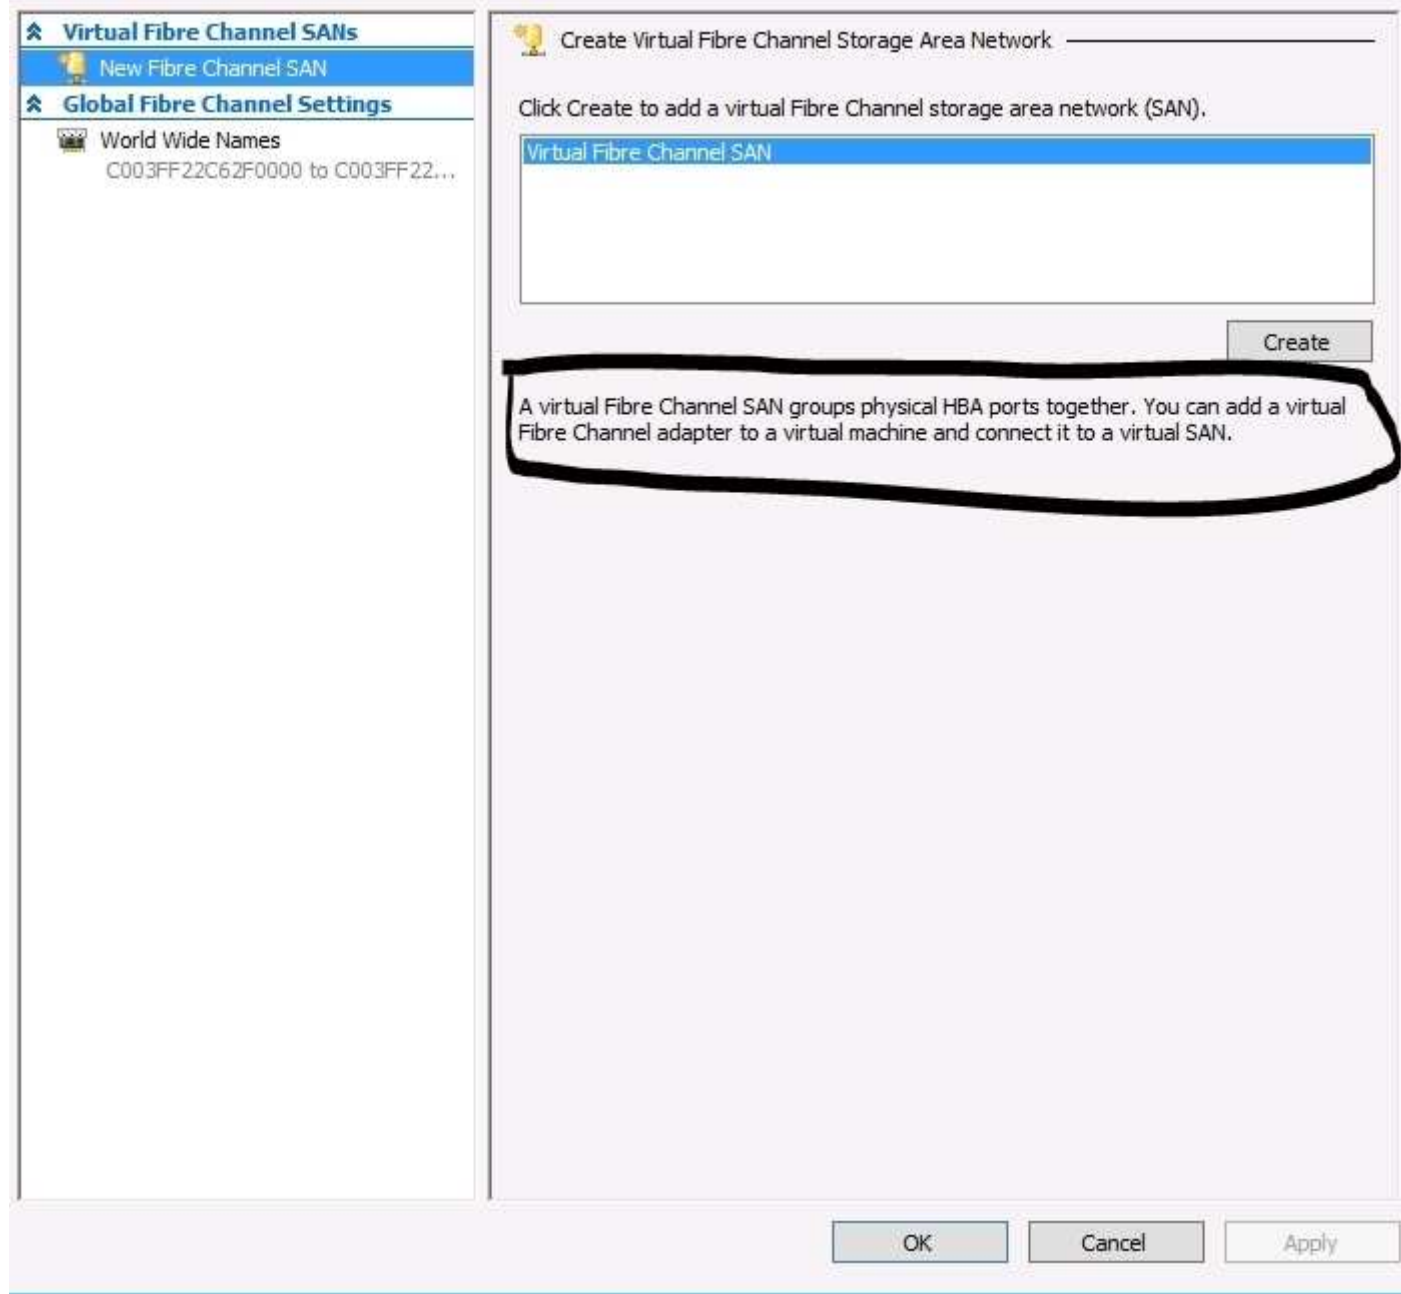 Virtual Fibre Channel SANs
New Fibre Channel SAN
Global Fibre Channel Settings
World Wide Names
C003FF22C62F0000 to C003FF22...
Create Virtual Fibre Channel Storage Area Network
Click Create to add a virtual Fibre Channel storage area network (SAN).
Virtual Fibre Channel SAN
Create
A virtual Fibre Channel SAN groups physical HBA ports together. You can add a virtual
Fibre Channel adapter to a virtual machine and connect it to a virtual SAN.
OK
Cancel
Apply